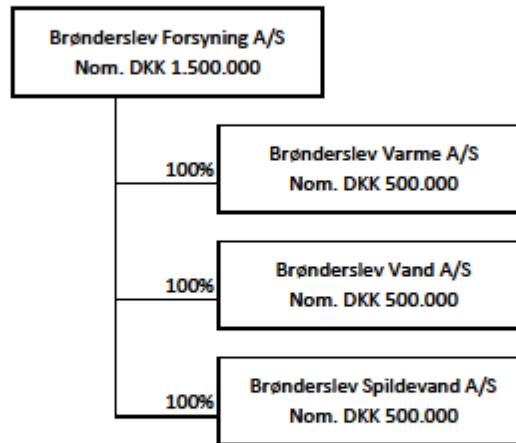 Brønderslev Forsyning A/S
Nom. DKK 1.500.000
100%
Brønderslev Varme A/S
Nom. DKK 500.000
100%
Brønderslev Vand A/S
Nom. DKK 500.000
100%
Brønderslev Spildevand A/S
Nom. DKK 500.000